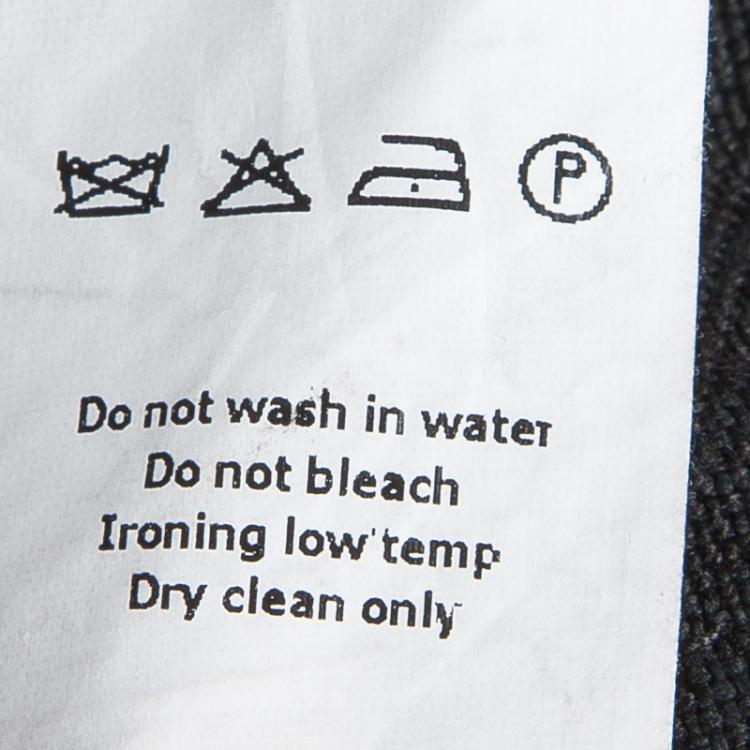 P
Do not wash in water
Do not bleach
Ironing low temp
Dry clean only